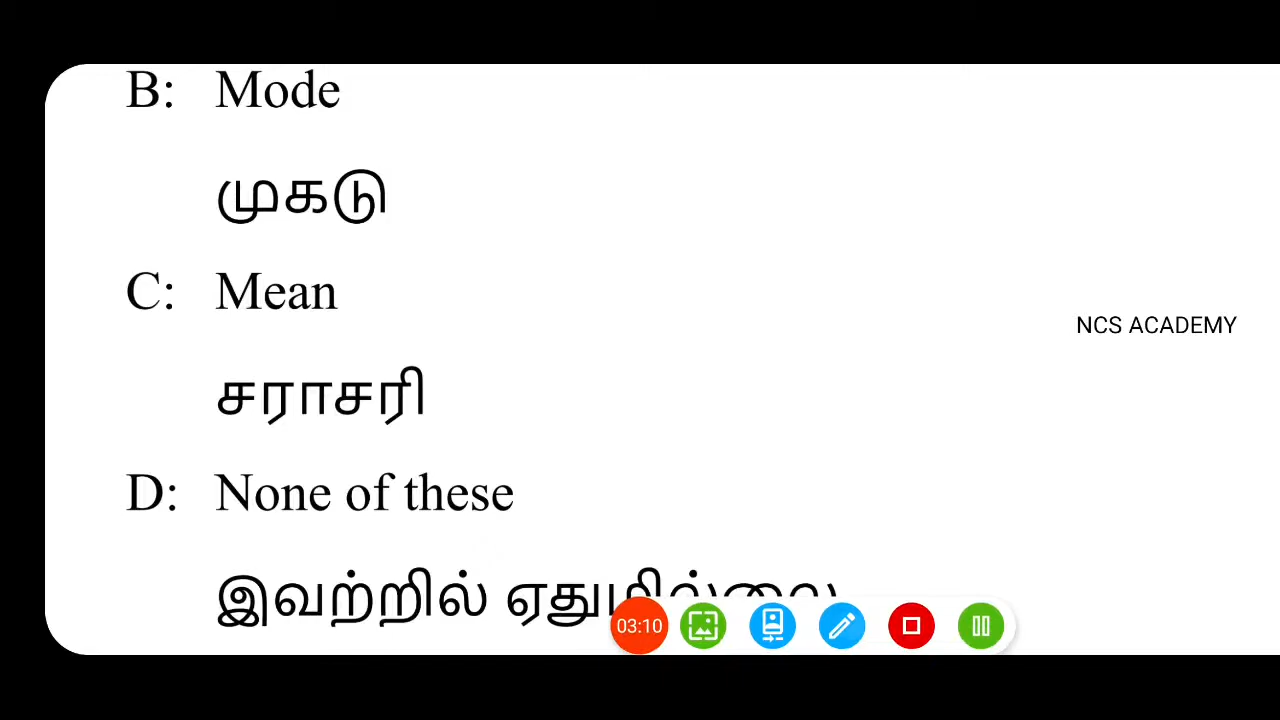 B: Mode
முகடு
C: Mean
NCS ACADEMY
சராசரி
D: None of these
இவற்றில் ஏதுமில்லை
03:10